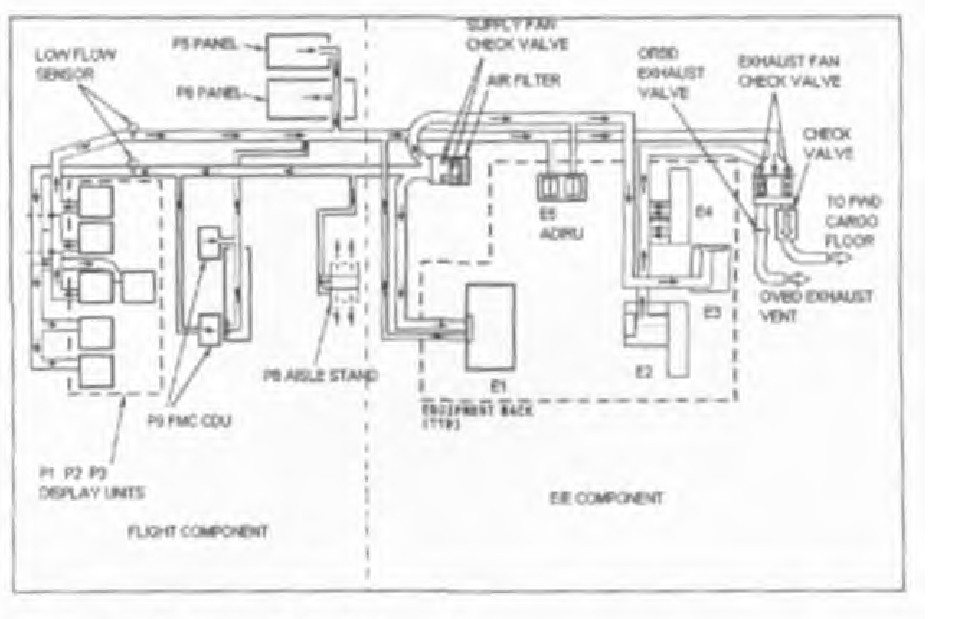 LOW FLOW
SENSOR
P5 PANEL
P6 PANEL
SUPPLY FAN
CHECK VALVE
AIR FILTER
ORBD
EXHAUST
VALVE
EXHAUST FAN
CHECK VALVE
CHECK
VALVE
TO FWD
CARGO
FLOOR
OVBD EXHAUST
VENT
E5
ADIRU
E4
E3
E2
E1
P8 AISLE STAND
P9 FMC CDU
EQUIPMENT RACK
(TYP)
P1 P2 P3
DISPLAY UNITS
FLIGHT COMPONENT
E/E COMPONENT